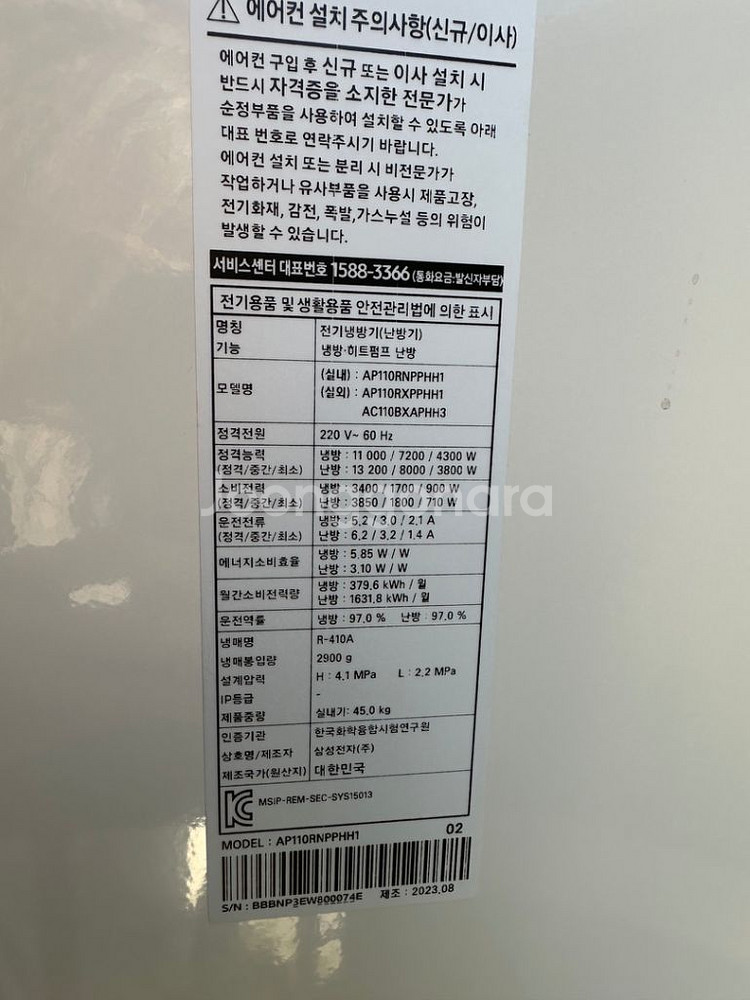 에어컨 설치 주의사항(신규/이사)
에어컨 구입 후 신규 또는 이사 설치 시
반드시 자격증을 소지한 전문가가
순정부품을 사용하여 설치할 수 있도록 아래
대표 번호로 연락주시기 바랍니다.
에어컨 설치 또는 분리 시 비전문가가
작업하거나 유사부품을 사용시 제품고장,
전기화재, 감전, 폭발,가스누설 등의 위험이
발생할 수 있습니다.
서비스센터 대표번호 1588-3366 (통화요금:발신자부담)
전기용품 및 생활용품 안전관리법에 의한 표시
명칭 전기냉방기(난방기)
기능 냉방·히트펌프 난방
모델명 (실내) : AP110RNPPHH1
(실외) : AP110RXPPHH1
AC110BXAPHH3
정격전원 220 V~ 60 Hz
정격능력 냉방 : 11 000 / 7200 / 4300 W
(정격/중간/최소) 난방 : 13 200 / 8000 / 3800 W
소비전력 냉방 : 3400 / 1700 / 900 W
(정격/중간/최소) 난방 : 3850 / 1800 / 710 W
운전전류 냉방 : 5.2 / 3.0 / 2.1 A
(정격/중간/최소) 난방 : 6.2 / 3.2 / 1.4 A
에너지소비효율 냉방 : 5.85 W / W
난방 : 3.10 W / W
월간소비전력량 냉방 : 379.6 kWh / 월
난방 : 1631.8 kWh / 월
운전역률 냉방 : 97.0 % 난방 : 97.0 %
냉매명 R-410A
냉매봉입량 2900 g
설계압력 H : 4.1 MPa L : 2.2 MPa
IP등급 -
제품중량 실내기: 45.0 kg
인증기관 한국화학융합시험연구원
상호명/제조자 삼성전자(주)
제조국가(원산지) 대한민국
MSIP-REM-SEC-SYS15013
MODEL : AP110RNPPHH1 02
S/N : BBBNP3EW800074E 제조 : 2023.08
Joonggonara